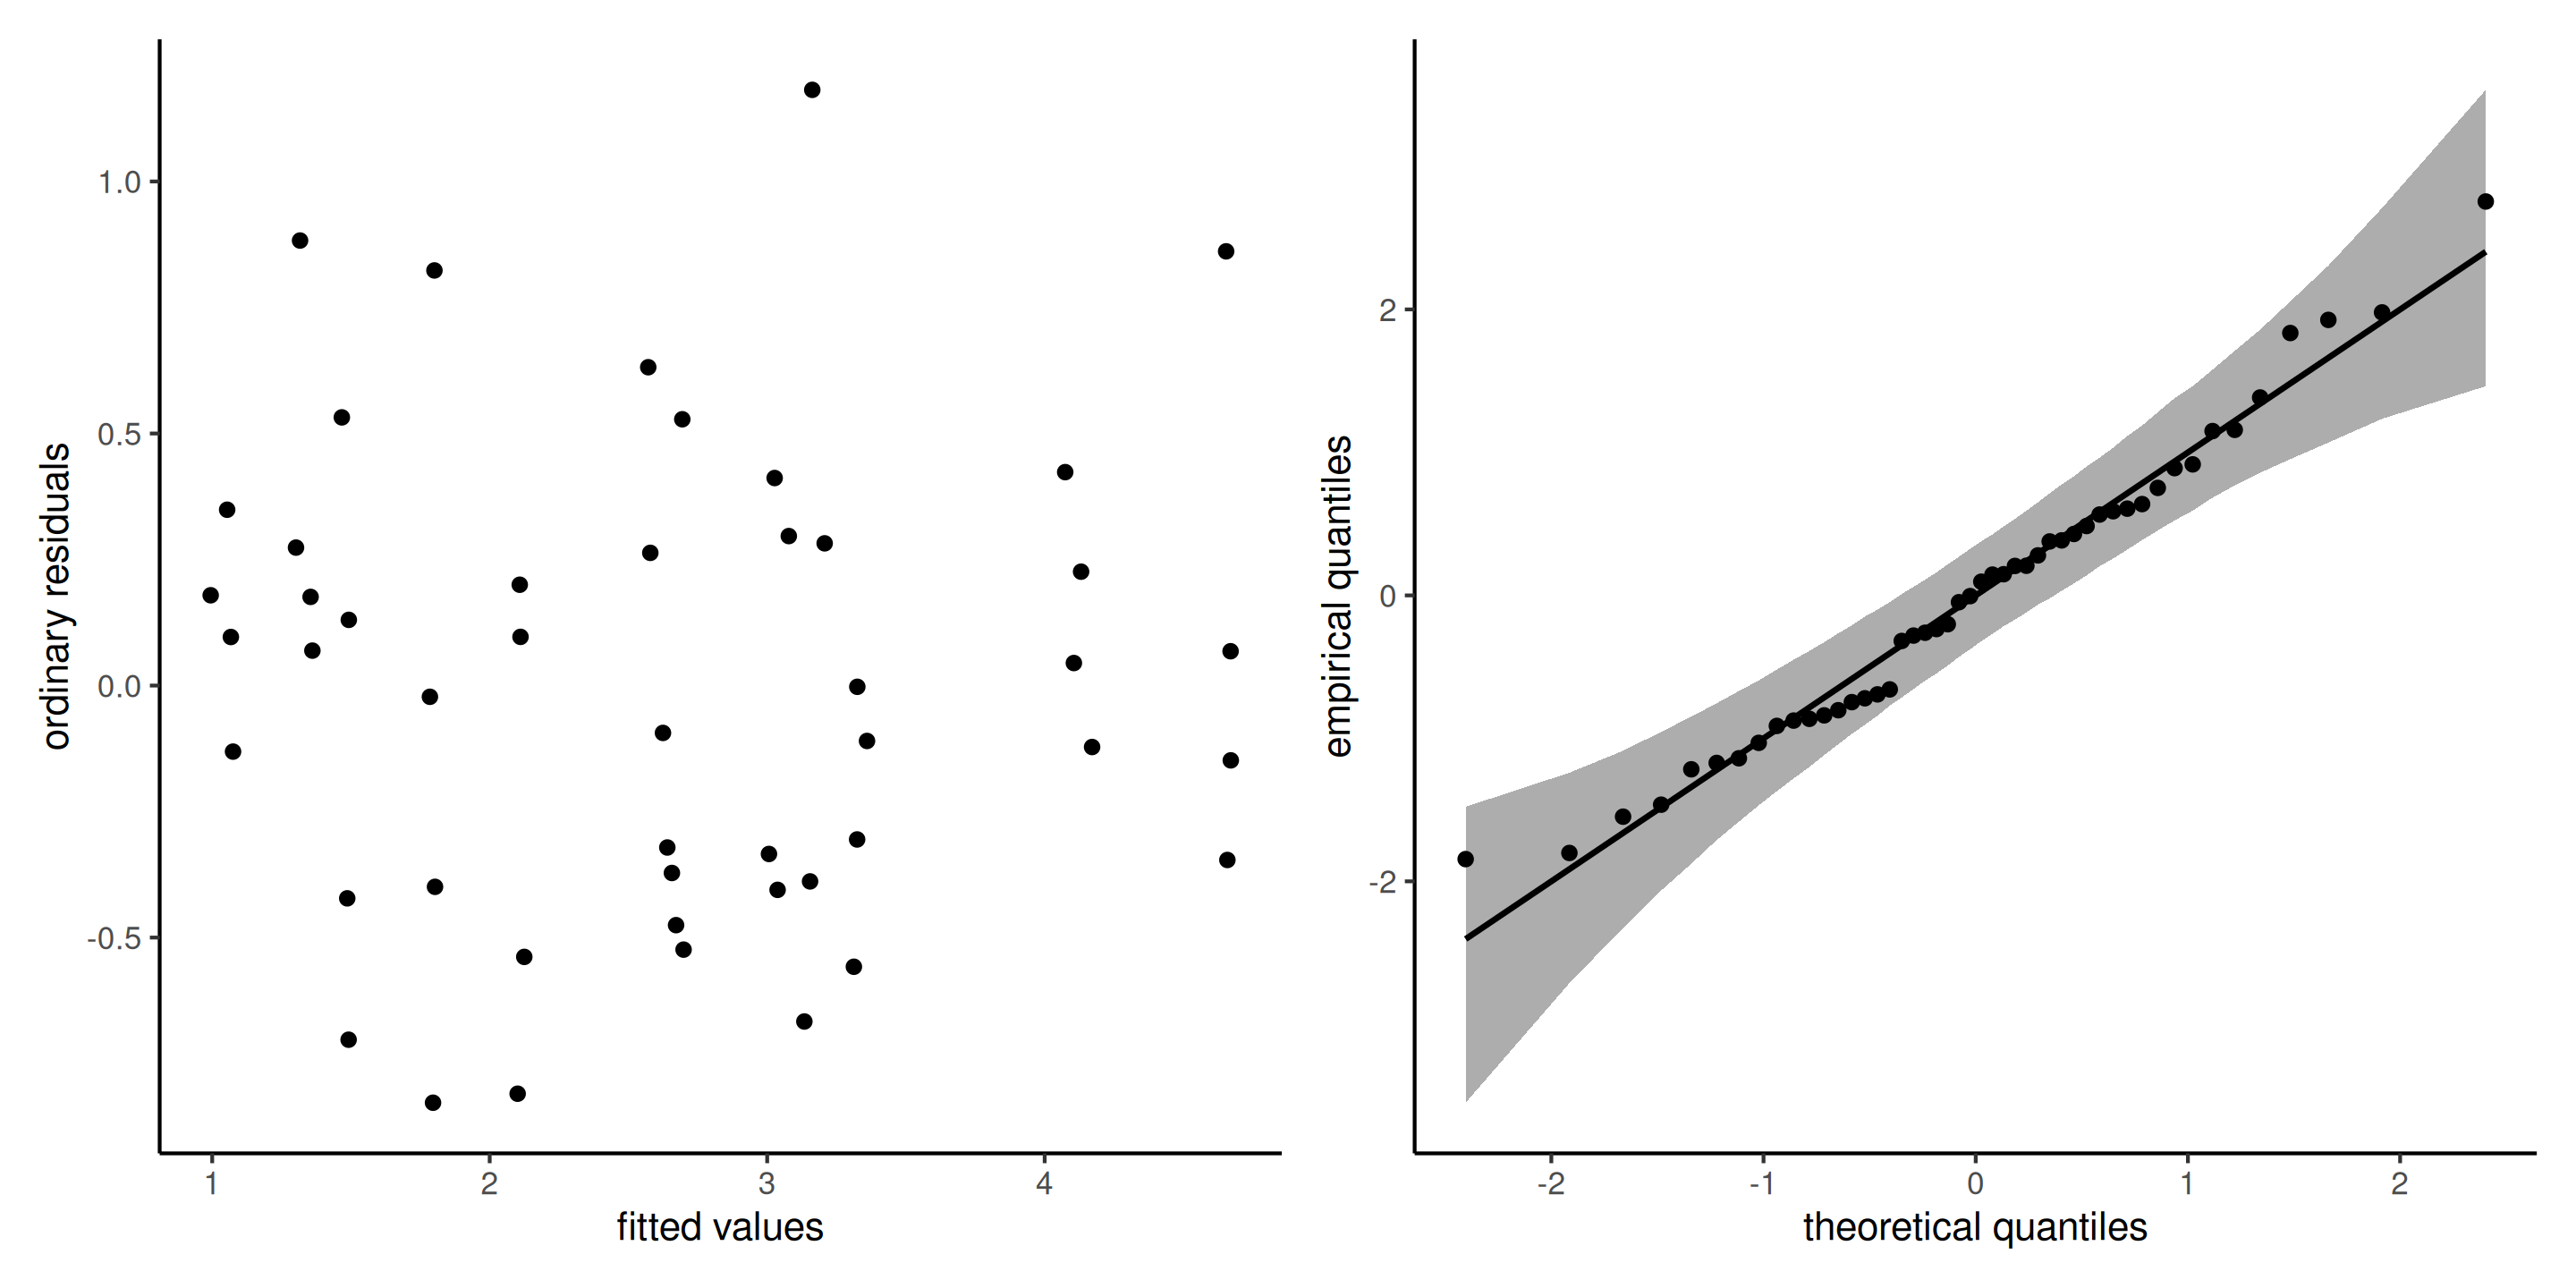 ordinary residuals
1.0
0.5
0.0
-0.5
1 2 3 4
fitted values
empirical quantiles
2
0
-2
-2 -1 0 1 2
theoretical quantiles